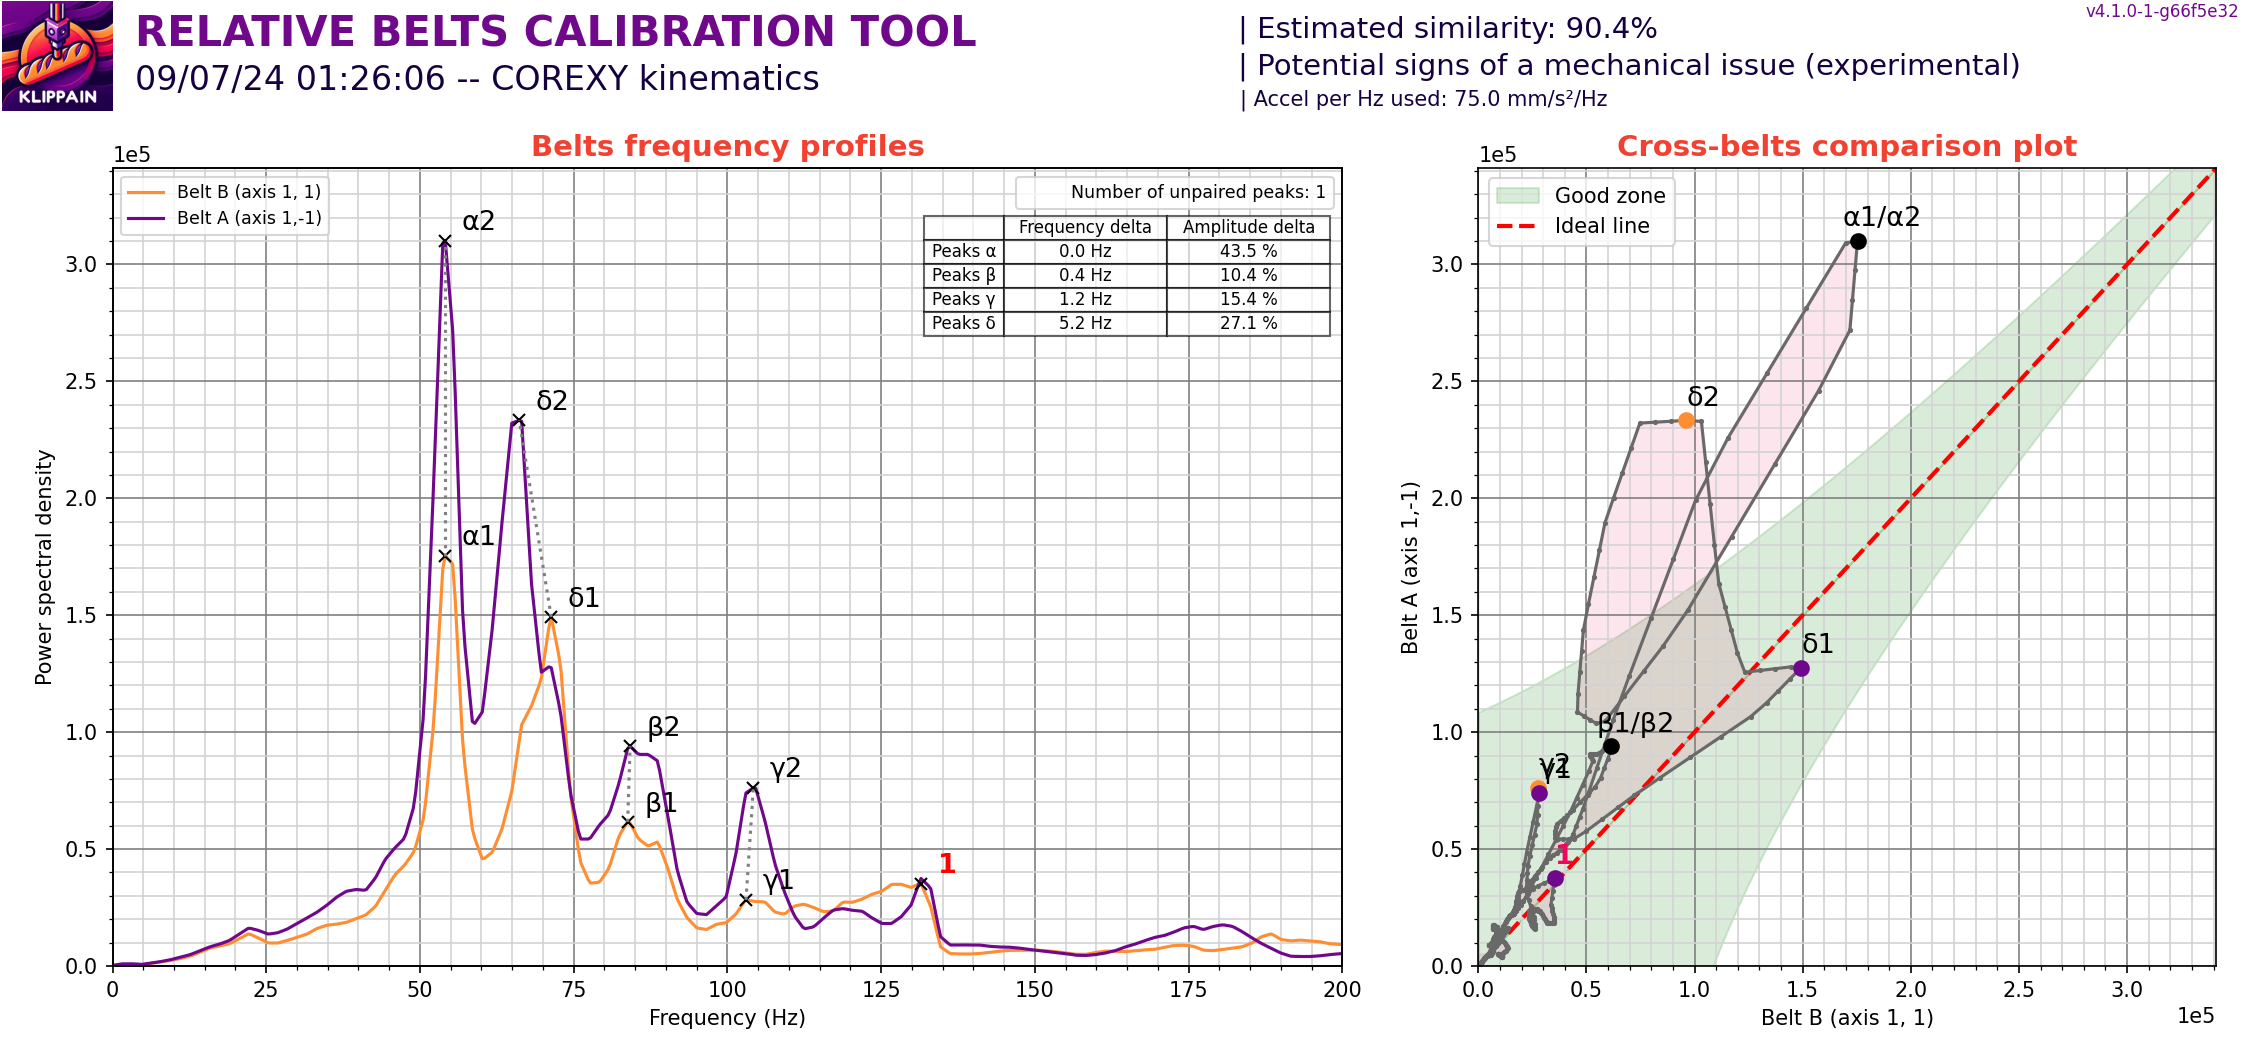 KLIPPAIN
RELATIVE BELTS CALIBRATION TOOL
09/07/24 01:26:06 -- COREXY kinematics
| Estimated similarity: 90.4%
| Potential signs of a mechanical issue (experimental)
| Accel per Hz used: 75.0 mm/s²/Hz
v4.1.0-1-g66f5e32
Belts frequency profiles
1e5
Belt B (axis 1, 1)
Belt A (axis 1,-1)
Number of unpaired peaks: 1
Frequency delta Amplitude delta
Peaks α 0.0 Hz 43.5 %
Peaks β 0.4 Hz 10.4 %
Peaks γ 1.2 Hz 15.4 %
Peaks δ 5.2 Hz 27.1 %
α2
δ2
α1
δ1
β2
γ2
β1
γ1
1
3.0
2.5
2.0
1.5
1.0
0.5
0.0
Power spectral density
0 25 50 75 100 125 150 175 200
Frequency (Hz)
Cross-belts comparison plot
1e5
Good zone
Ideal line
α1/α2
δ2
δ1
β1/β2
γ2
γ1
1
3.0
2.5
2.0
1.5
1.0
0.5
0.0
Belt A (axis 1,-1)
0.0 0.5 1.0 1.5 2.0 2.5 3.0
Belt B (axis 1, 1)
1e5